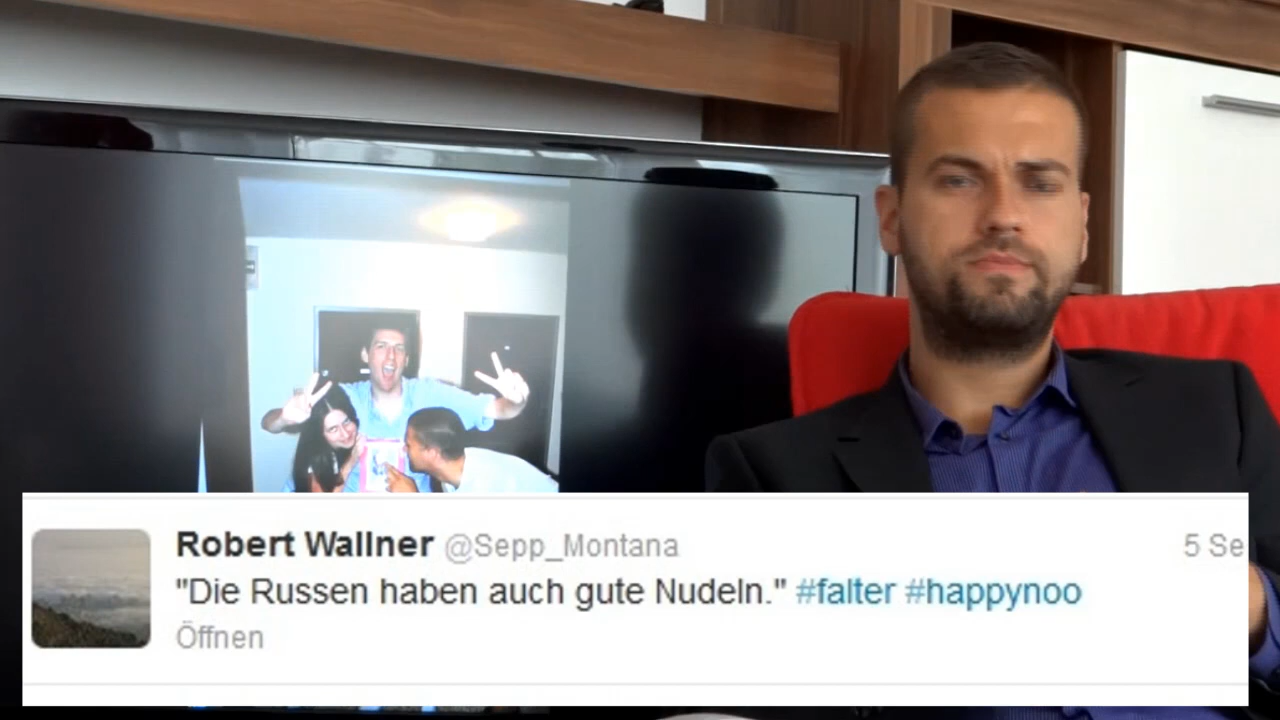 Robert Wallner @Sepp_Montana 5 Se
"Die Russen haben auch gute Nudeln." #falter #happynoo
Öffnen